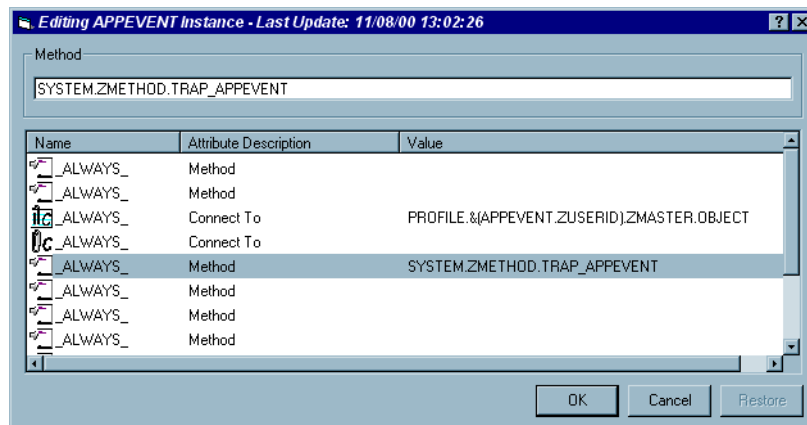 Editing APPEVENT Instance - Last Update: 11/08/00 13:02:26
Method
SYSTEM.ZMETHOD.TRAP_APPEVENT
Name Attribute Description Value
_ALWAYS_ Method
_ALWAYS_ Method
_ALWAYS_ Connect To PROFILE.&(APPEVENT.ZUSERID).ZMASTER.OBJECT
_ALWAYS_ Connect To
_ALWAYS_ Method SYSTEM.ZMETHOD.TRAP_APPEVENT
_ALWAYS_ Method
_ALWAYS_ Method
_ALWAYS_ Method
OK Cancel Restore